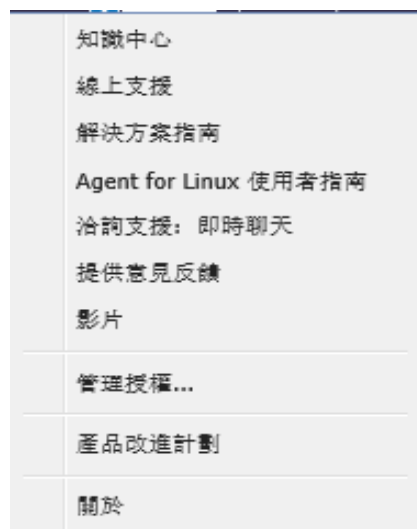 知識中心
線上支援
解決方案指南
Agent for Linux 使用者指南
洽詢支援：即時聊天
提供意見反饋
影片
管理授權...
產品改進計劃
關於